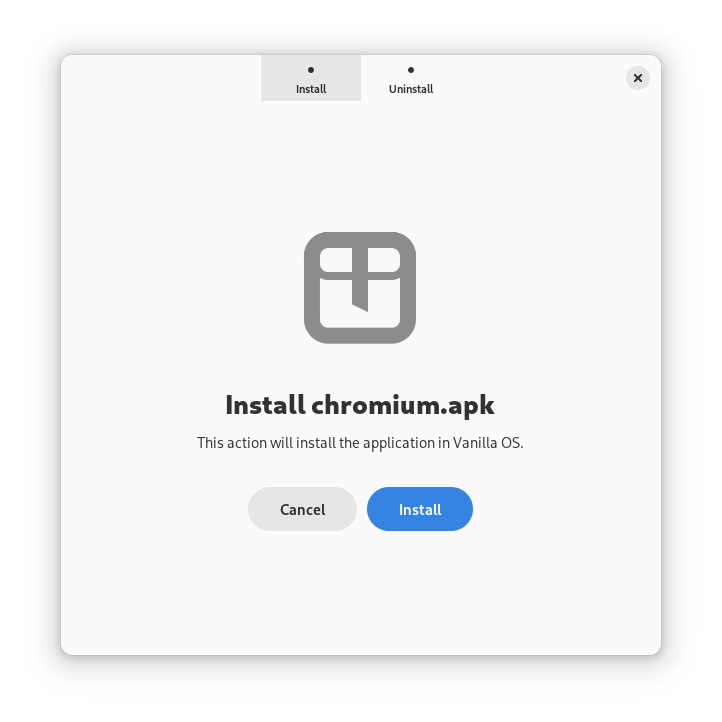 Install
Uninstall
Install chromium.apk
This action will install the application in Vanilla OS.
Cancel
Install